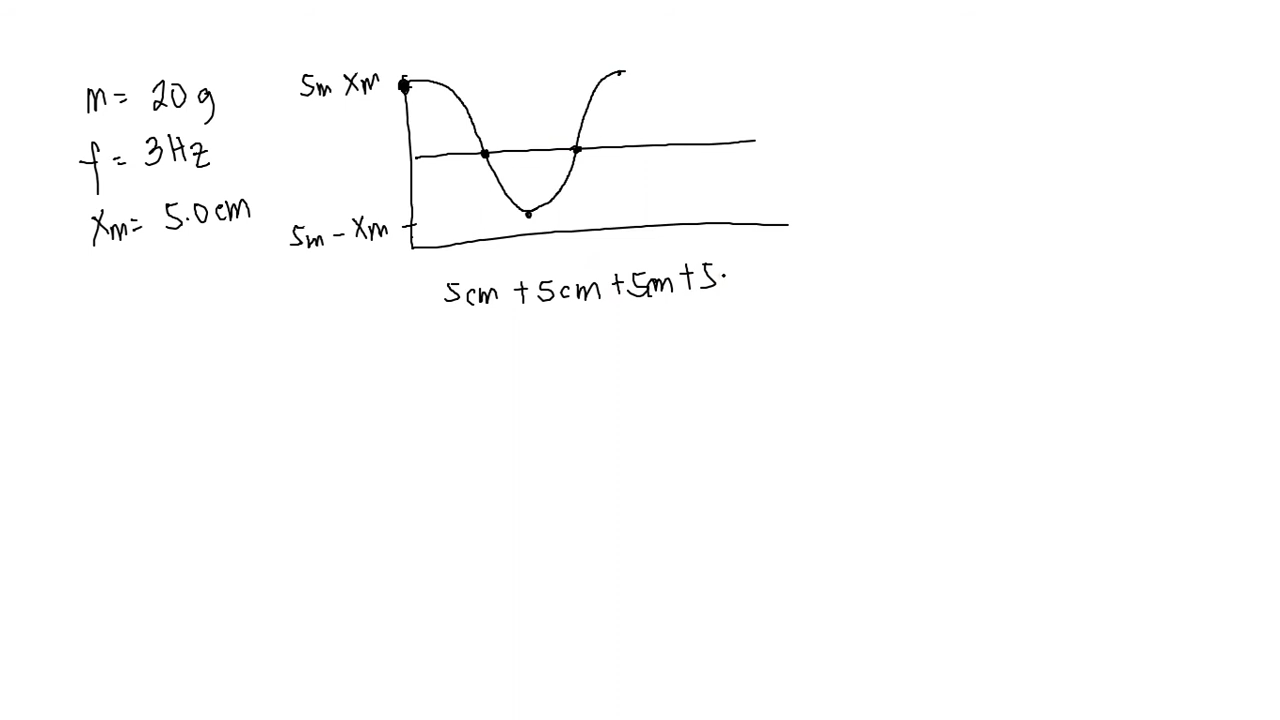 m = 20 g
f = 3 Hz
xm = 5.0 cm
5m xm
5m - xm
5cm + 5cm + 5m + 5.